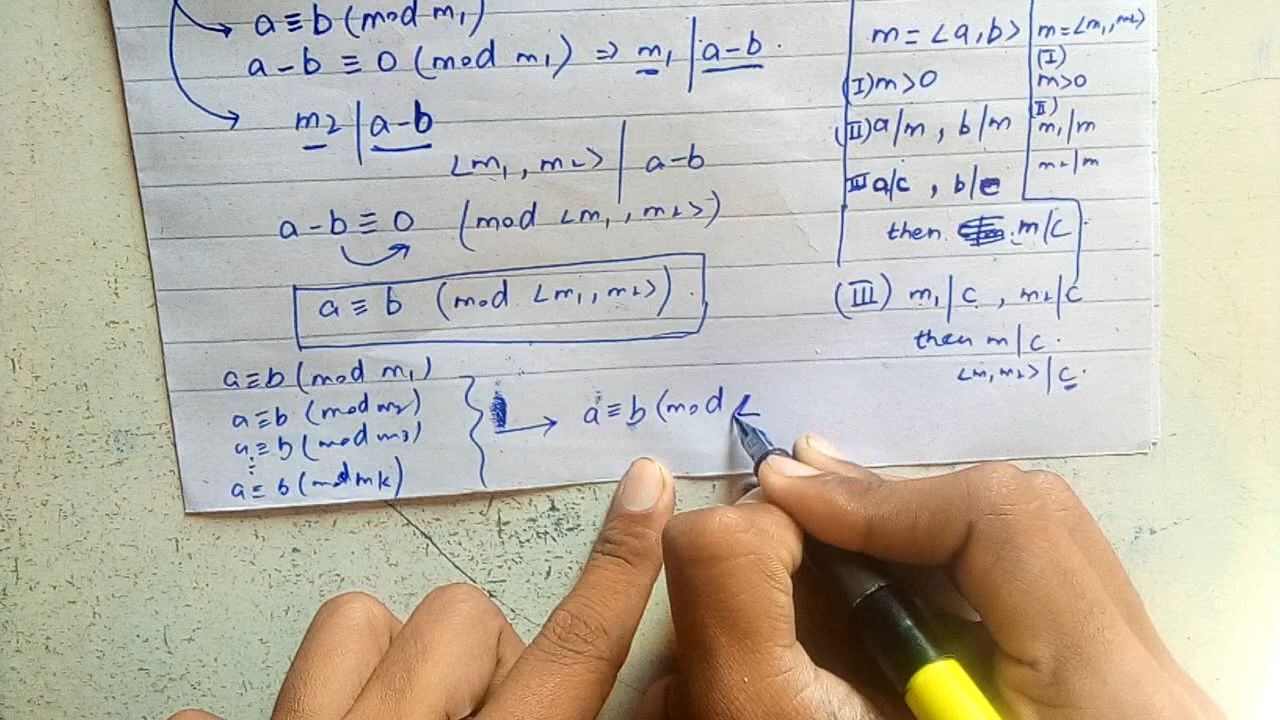 a ≡ b (mod m₁)
a - b ≡ 0 (mod m₁) ⇒ m₁ | a-b .
m₂ | a-b
<m₁, m₂> | a-b
a-b ≡ 0 (mod <m₁, m₂>)
a ≡ b (mod <m₁, m₂>) .
a ≡ b (mod m₁)
a ≡ b (mod m₂)
a ≡ b (mod m₃)
⋮
a ≡ b (mod mk)
→ a ≡ b (mod <
m = <a, b>
(I) m>0
(II) a/m , b/m
III a/c , b/c
then m/c
m = <m₁, m₂>
(I)
m>0
II)
m₁/m
m₂/m
(III) m₁|c , m₂|c
then m|c .
<m₁, m₂>|c .